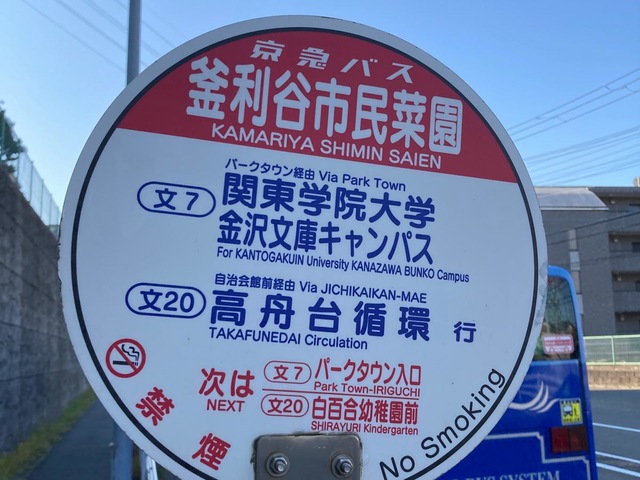 京急バス
釜利谷市民菜園
KAMARIYA SHIMIN SAIEN
パークタウン経由 Via Park Town
文7 関東学院大学
金沢文庫キャンパス
For KANTOGAKUIN University KANAZAWA BUNKO Campus
自治会館前経由 Via JICHIKAIKAN-MAE
文20 高舟台循環 行
TAKAFUNEDAI Circulation
次は
NEXT
文7 パークタウン入口
Park Town-IRIGUCHI
文20 白百合幼稚園前
SHIRAYURI Kindergarten
禁煙
No Smoking
BUS SYSTEM